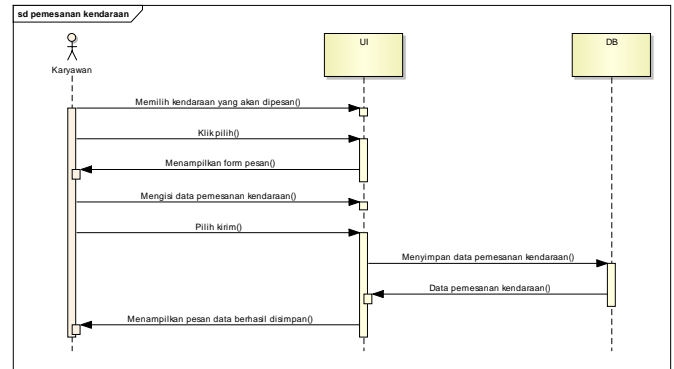 sd pemesanan kendaraan
Karyawan
UI
DB
Memilih kendaraan yang akan dipesan()
Klik pilih()
Menampilkan form pesan()
Mengisi data pemesanan kendaraan()
Pilih kirim()
Menyimpan data pemesanan kendaraan()
Data pemesanan kendaraan()
Menampilkan pesan data berhasil disimpan()